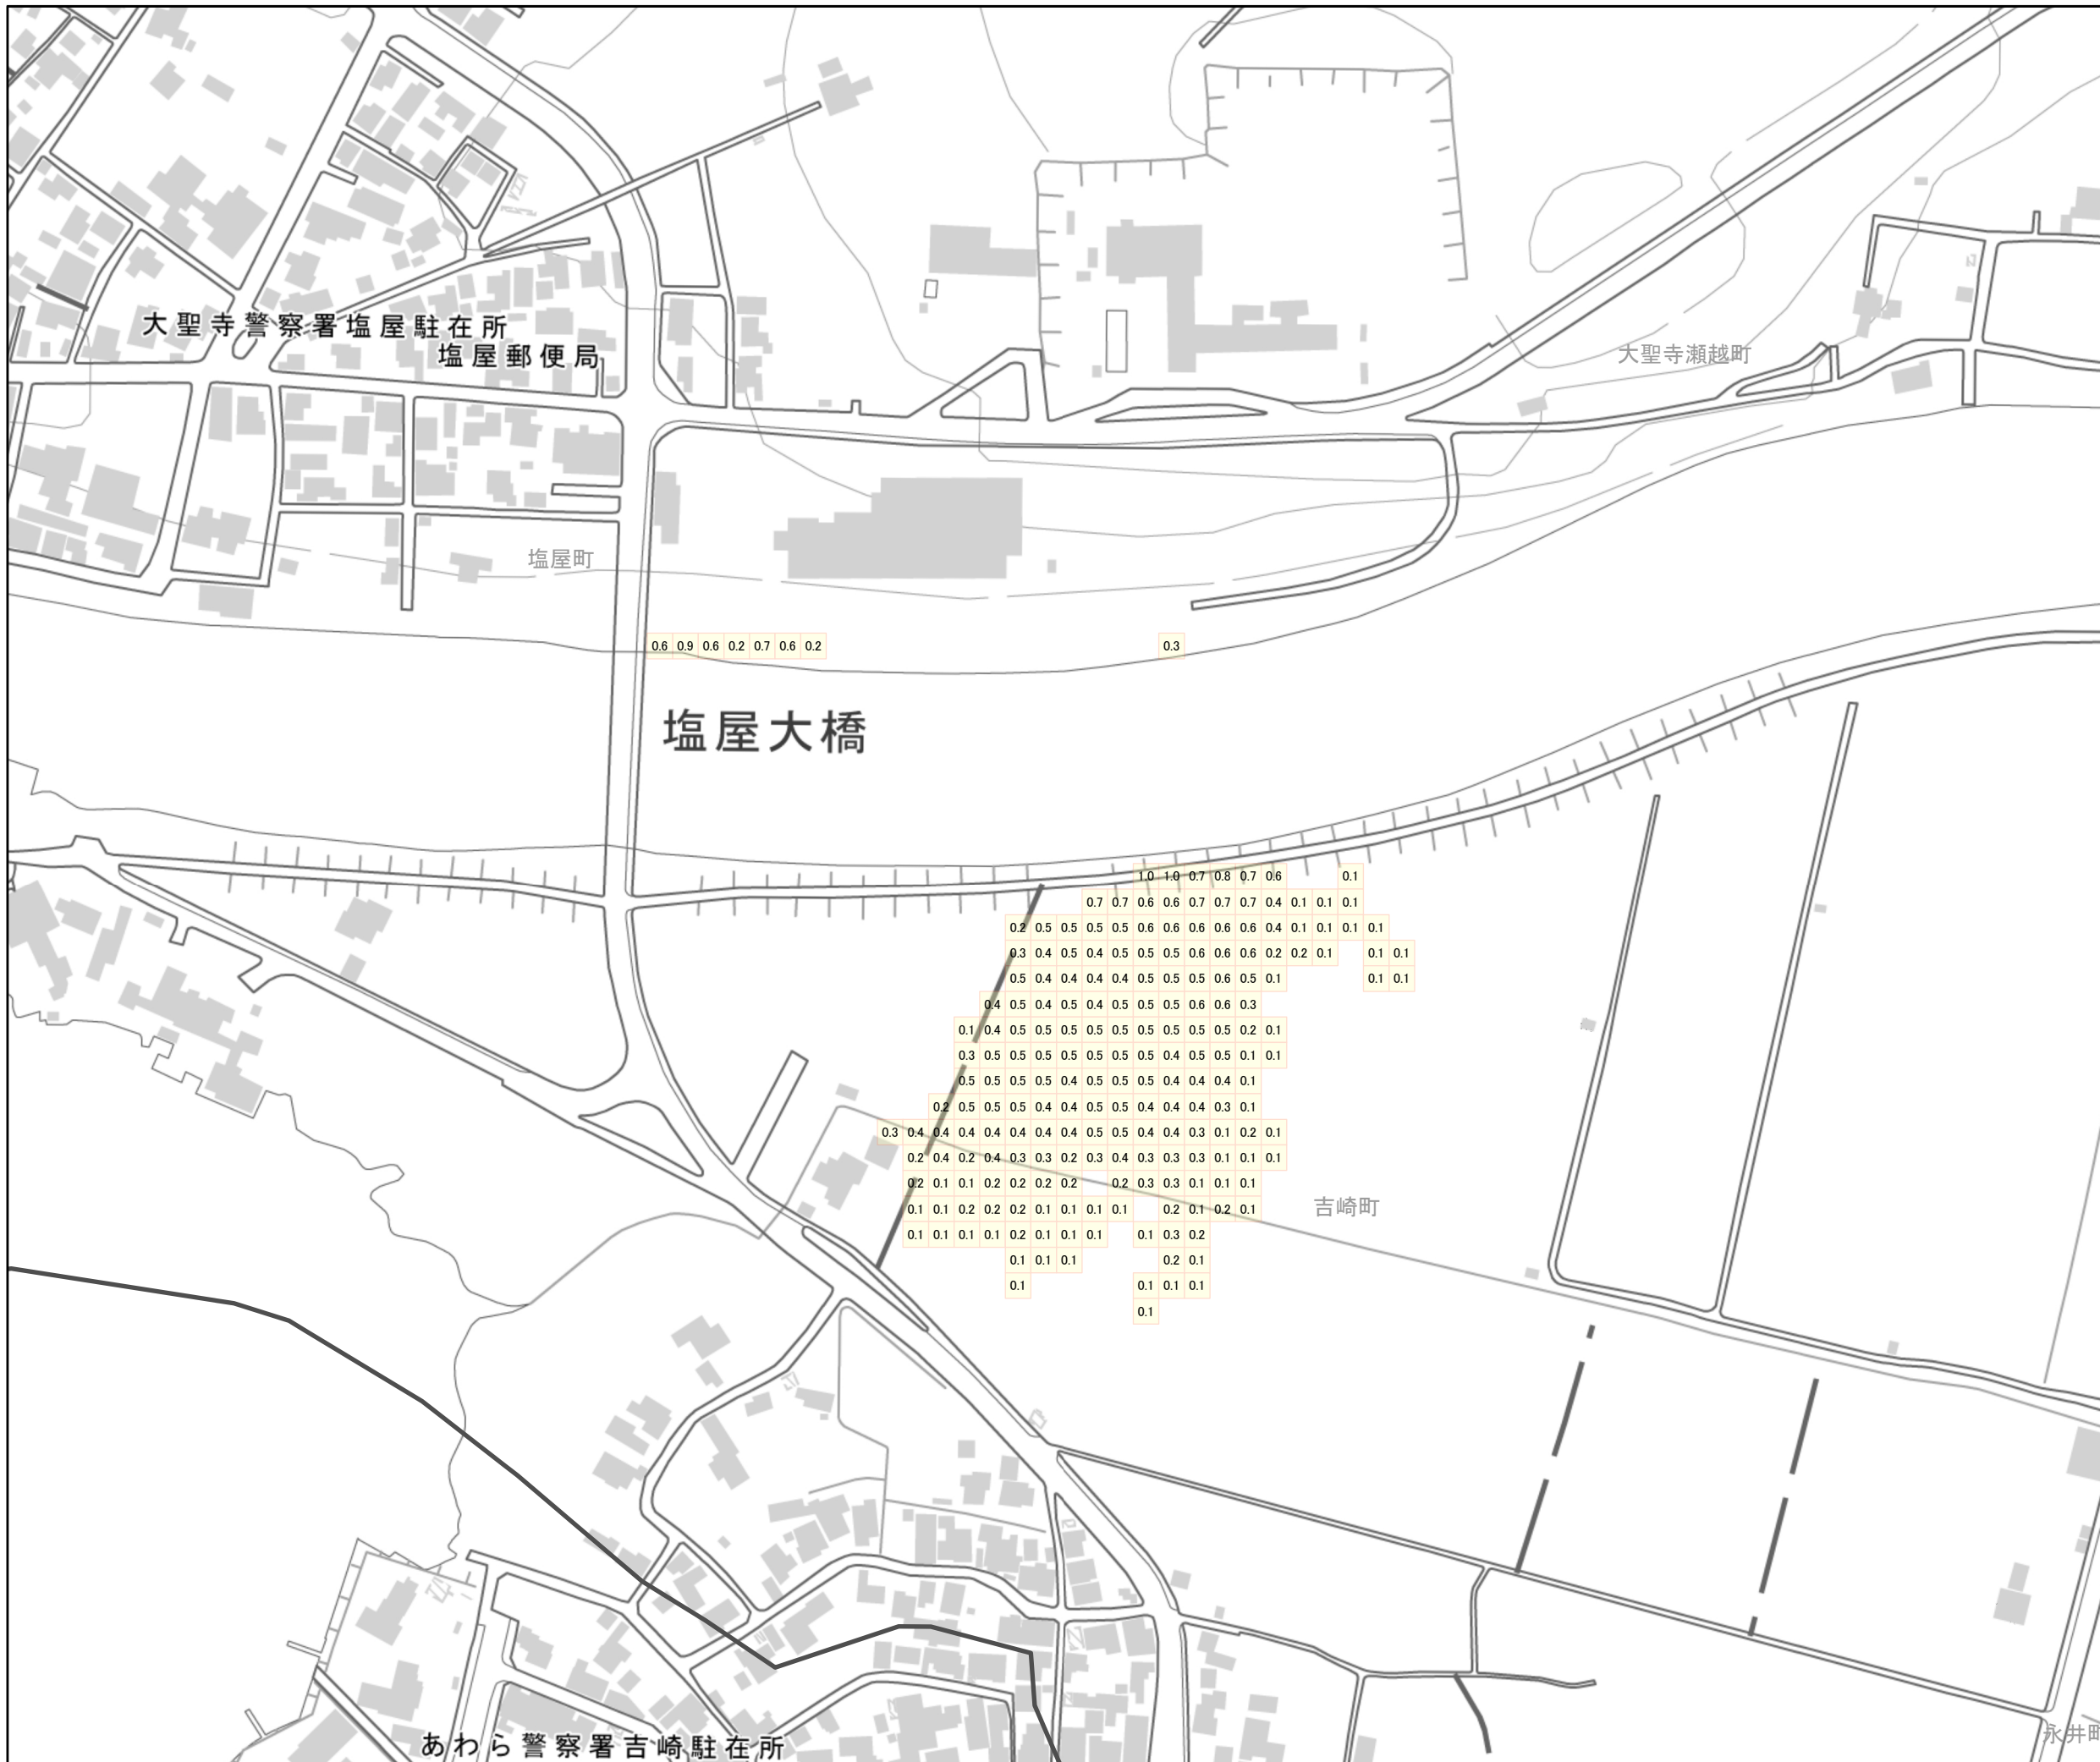 大聖寺警察署塩屋駐在所
塩屋郵便局
大聖寺瀬越町
塩屋町
0.6 0.9 0.6 0.2 0.7 0.6 0.2 0.3
塩屋大橋
1.0 1.0 0.7 0.8 0.7 0.6 0.1
0.7 0.7 0.6 0.6 0.7 0.7 0.7 0.4 0.1 0.1 0.1
0.2 0.5 0.5 0.5 0.5 0.6 0.6 0.6 0.6 0.6 0.4 0.1 0.1 0.1 0.1
0.3 0.4 0.5 0.4 0.5 0.5 0.5 0.6 0.6 0.6 0.2 0.2 0.1 0.1 0.1
0.5 0.4 0.4 0.4 0.4 0.5 0.5 0.5 0.6 0.5 0.1 0.1 0.1
0.4 0.5 0.4 0.5 0.4 0.5 0.5 0.5 0.6 0.6 0.3
0.1 0.4 0.5 0.5 0.5 0.5 0.5 0.5 0.5 0.5 0.5 0.2 0.1
0.3 0.5 0.5 0.5 0.5 0.5 0.5 0.5 0.4 0.5 0.5 0.1 0.1
0.5 0.5 0.5 0.5 0.4 0.5 0.5 0.5 0.4 0.4 0.4 0.1
0.2 0.5 0.5 0.5 0.4 0.4 0.5 0.5 0.4 0.4 0.4 0.3 0.1
0.3 0.4 0.4 0.4 0.4 0.4 0.4 0.4 0.5 0.5 0.4 0.4 0.3 0.1 0.2 0.1
0.2 0.4 0.2 0.4 0.3 0.3 0.2 0.3 0.4 0.3 0.3 0.3 0.1 0.1 0.1
0.2 0.1 0.1 0.2 0.2 0.2 0.2 0.2 0.3 0.3 0.1 0.1 0.1
吉崎町
0.1 0.1 0.2 0.2 0.2 0.1 0.1 0.1 0.1 0.2 0.1 0.2 0.1
0.1 0.1 0.1 0.1 0.2 0.1 0.1 0.1 0.1 0.3 0.2
0.1 0.1 0.1 0.2 0.1
0.1 0.1 0.1 0.1
0.1
永井町
あわら警察署吉崎駐在所